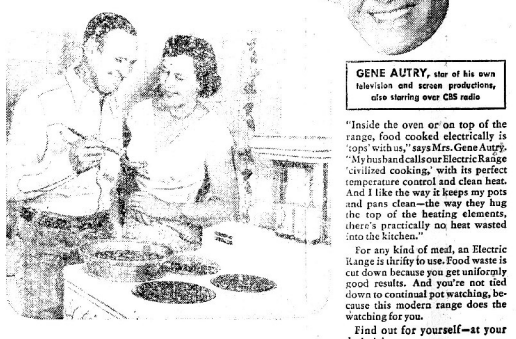 GENE AUTRY, star of his own
television and screen productions,
also starring over CBS radio
"Inside the oven or on top of the
range, food cooked electrically is
'tops' with us," says Mrs. Gene Autry.
"My husband calls our Electric Range
'civilized cooking,' with its perfect
temperature control and clean heat.
And I like the way it keeps my pots
and pans clean—the way they hug
the top of the heating elements,
there's practically no heat wasted
into the kitchen."
For any kind of meal, an Electric
Range is thrifty to use. Food waste is
cut down because you get uniformly
good results. And you're not tied
down to continual pot watching, be-
cause this modern range does the
watching for you.
Find out for yourself—at your